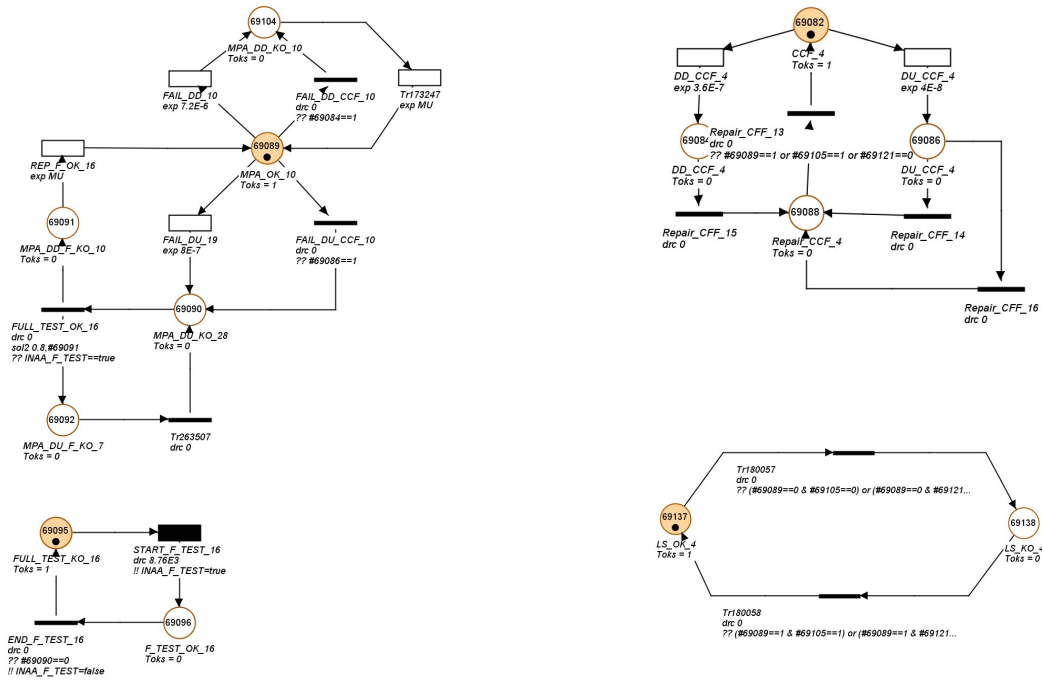 69104
MPA_DD_KO_10
Toks = 0
FAIL_DD_10
exp 7.2E-6
FAIL_DD_CCF_10
drc 0
?? #69084==1
Tr173247
exp MU
REP_F_OK_16
exp MU
69089
MPA_OK_10
Toks = 1
69091
MPA_DD_F_KO_10
Toks = 0
FAIL_DU_19
exp 8E-7
FAIL_DU_CCF_10
drc 0
?? #69086==1
69090
MPA_DU_KO_28
Toks = 0
FULL_TEST_OK_16
drc 0
sol2 0.8,#69091
?? INAA_F_TEST==true
69092
MPA_DU_F_KO_7
Toks = 0
Tr263507
drc 0
69095
FULL_TEST_KO_16
Toks = 1
START_F_TEST_16
drc 8.76E3
!! INAA_F_TEST=true
69096
F_TEST_OK_16
Toks = 0
END_F_TEST_16
drc 0
?? #69090==0
!! INAA_F_TEST=false
69082
CCF_4
Toks = 1
DD_CCF_4
exp 3.6E-7
DU_CCF_4
exp 4E-8
69084
DD_CCF_4
Toks = 0
Repair_CFF_13
drc 0
?? #69089==1 or #69105==1 or #69121==0
69086
DU_CCF_4
Toks = 0
Repair_CFF_15
drc 0
69088
Repair_CCF_4
Toks = 0
Repair_CFF_14
drc 0
Repair_CFF_16
drc 0
Tr180057
drc 0
?? (#69089==0 & #69105==0) or (#69089==0 & #69121...
69137
LS_OK_4
Toks = 1
69138
LS_KO_4
Toks = 0
Tr180058
drc 0
?? (#69089==1 & #69105==1) or (#69089==1 & #69121...